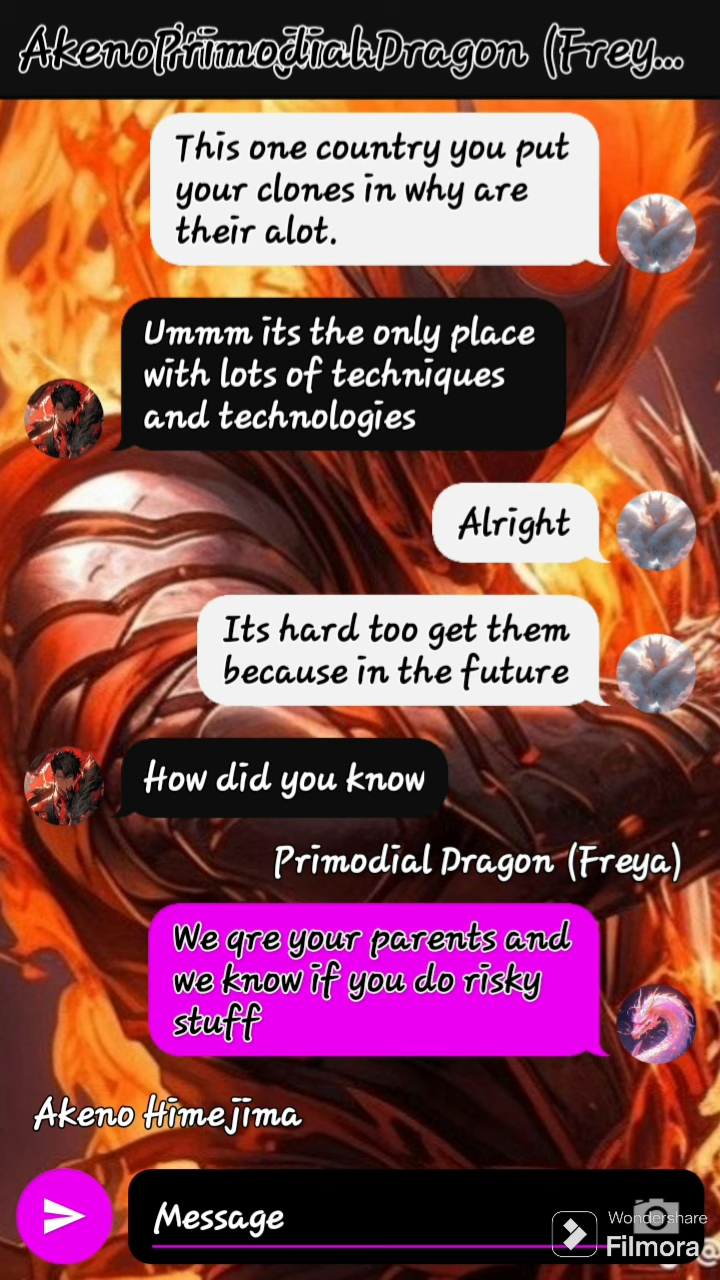 AkenoPrimodialDragon (Frey...
This one country you put
your clones in why are
their alot.
Ummm its the only place
with lots of techniques
and technologies
Alright
Its hard too get them
because in the future
How did you know
Primodial Dragon (Freya)
We qre your parents and
we know if you do risky
stuff
Akeno Himejima
Message
Wondershare
Filmora
@